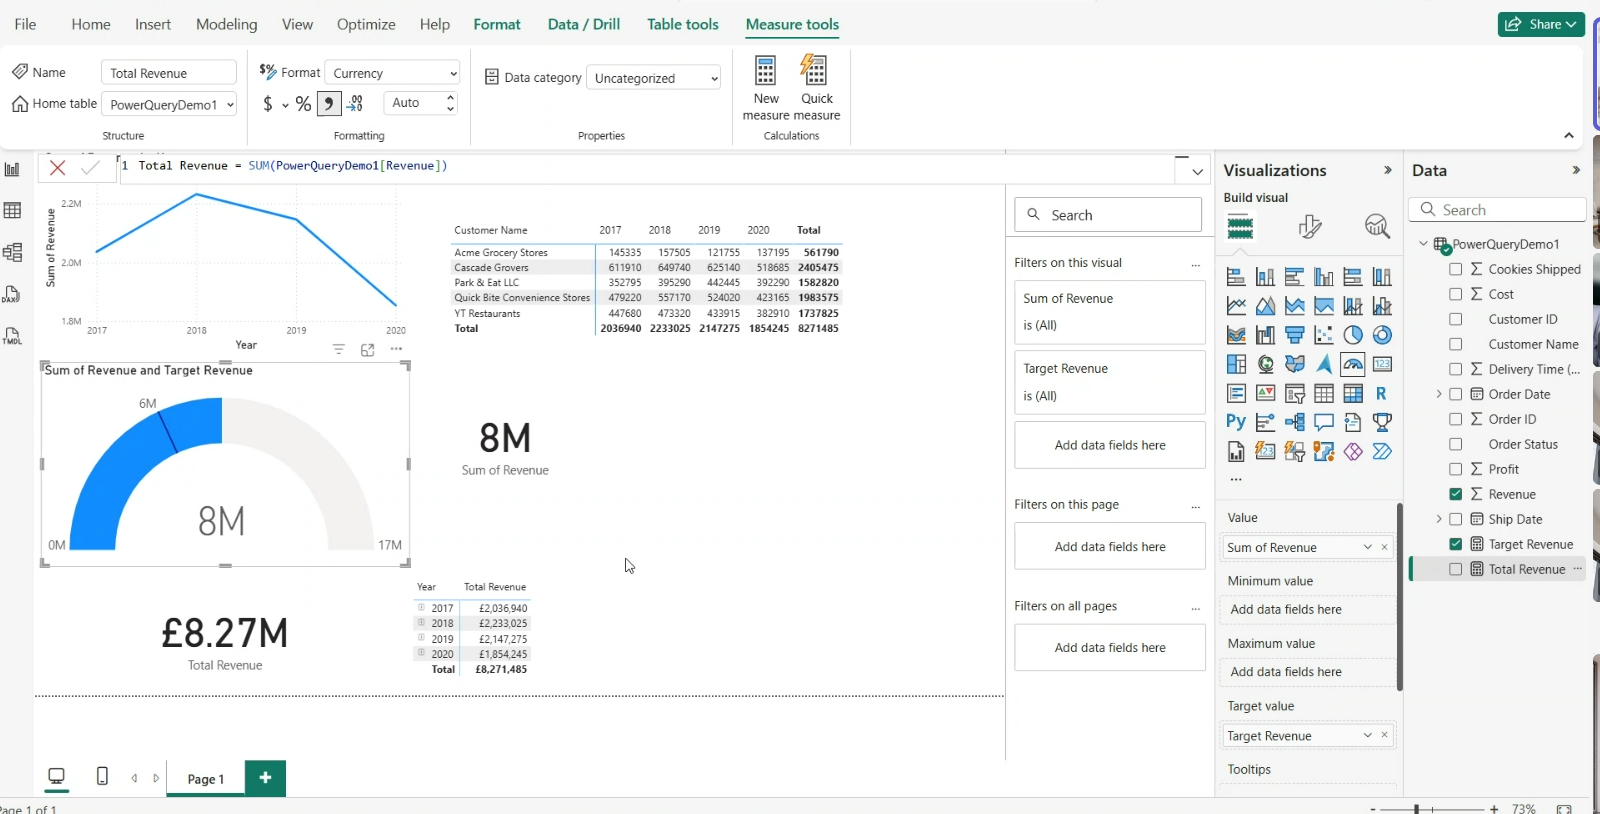 File Home Insert Modeling View Optimize Help Format Data / Drill Table tools Measure tools Share
Name Total Revenue
Home table PowerQueryDemo1
Structure
Format Currency
$ % Auto
Formatting
Data category Uncategorized
Properties
New measure
Quick measure
Calculations
1 Total Revenue = SUM(PowerQueryDemo1[Revenue])
Sum of Revenue
2.2M
2.0M
1.8M
2017 2018 2019 2020
Year
Customer Name 2017 2018 2019 2020 Total
Acme Grocery Stores 145335 157505 121755 137195 561790
Cascade Grovers 611910 649740 625140 518685 2405475
Park & Eat LLC 352795 395290 442445 392290 1582820
Quick Bite Convenience Stores 479220 557170 524020 423165 1983575
YT Restaurants 447680 473320 433915 382910 1737825
Total 2036940 2233025 2147275 1854245 8271485
Sum of Revenue and Target Revenue
6M
8M
0M 17M
8M
Sum of Revenue
£8.27M
Total Revenue
Year Total Revenue
2017 £2,036,940
2018 £2,233,025
2019 £2,147,275
2020 £1,854,245
Total £8,271,485
Search
Filters on this visual ...
Sum of Revenue
is (All)
Target Revenue
is (All)
Add data fields here
Filters on this page ...
Add data fields here
Filters on all pages ...
Add data fields here
Visualizations
Build visual
123
R
Py
123
...
Value
Sum of Revenue
Minimum value
Add data fields here
Maximum value
Add data fields here
Target value
Target Revenue
Tooltips
Data
Search
PowerQueryDemo1
Cookies Shipped
Cost
Customer ID
Customer Name
Delivery Time (...
Order Date
Order ID
Order Status
Profit
Revenue
Ship Date
Target Revenue
Total Revenue ...
DAX
TMDL
Page 1 +
Page 1 of 1
- + 73%